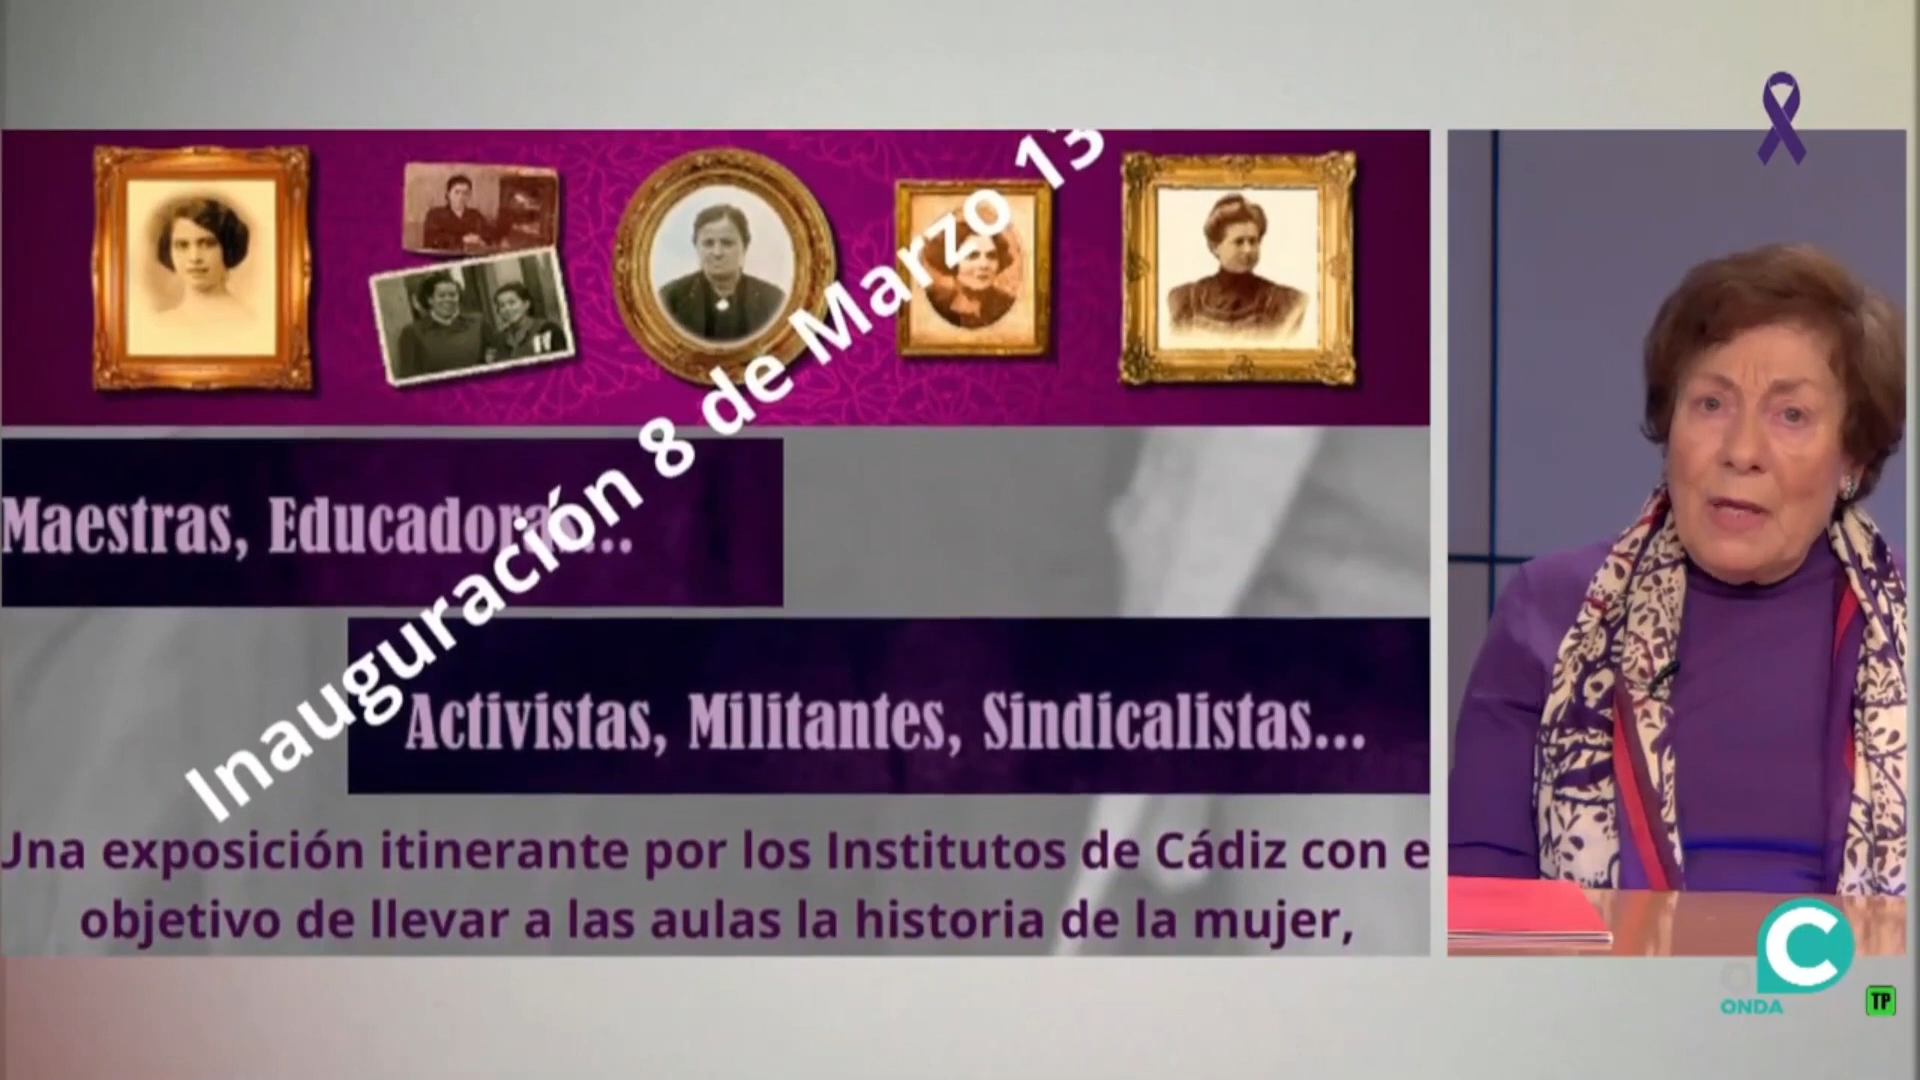 Inauguración 8 de Marzo 13
Maestras, Educadoras...
Activistas, Militantes, Sindicalistas...
Una exposición itinerante por los Institutos de Cádiz con e
objetivo de llevar a las aulas la historia de la mujer,
C
ONDA
TP